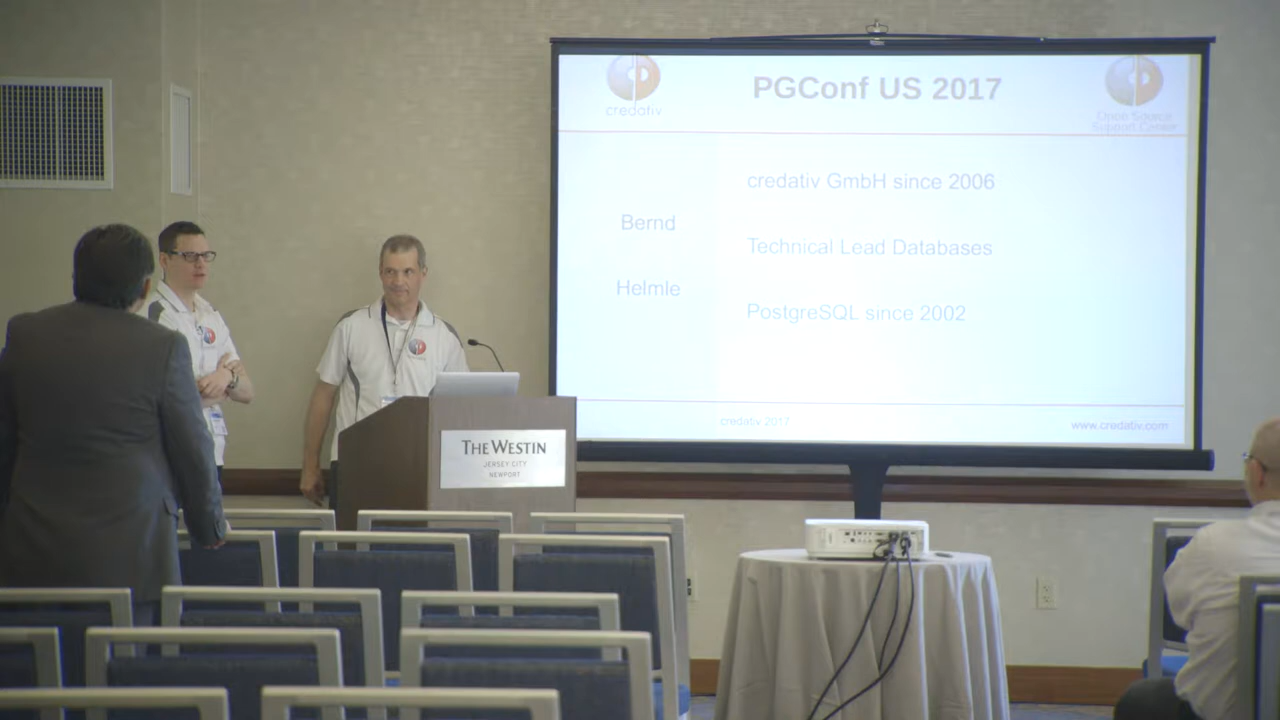 credativ
PGConf US 2017
Open Source
Support Center
credativ GmbH since 2006
Bernd
Technical Lead Databases
Helmle
PostgreSQL since 2002
credativ 2017
www.credativ.com
THE WESTIN
JERSEY CITY
NEWPORT